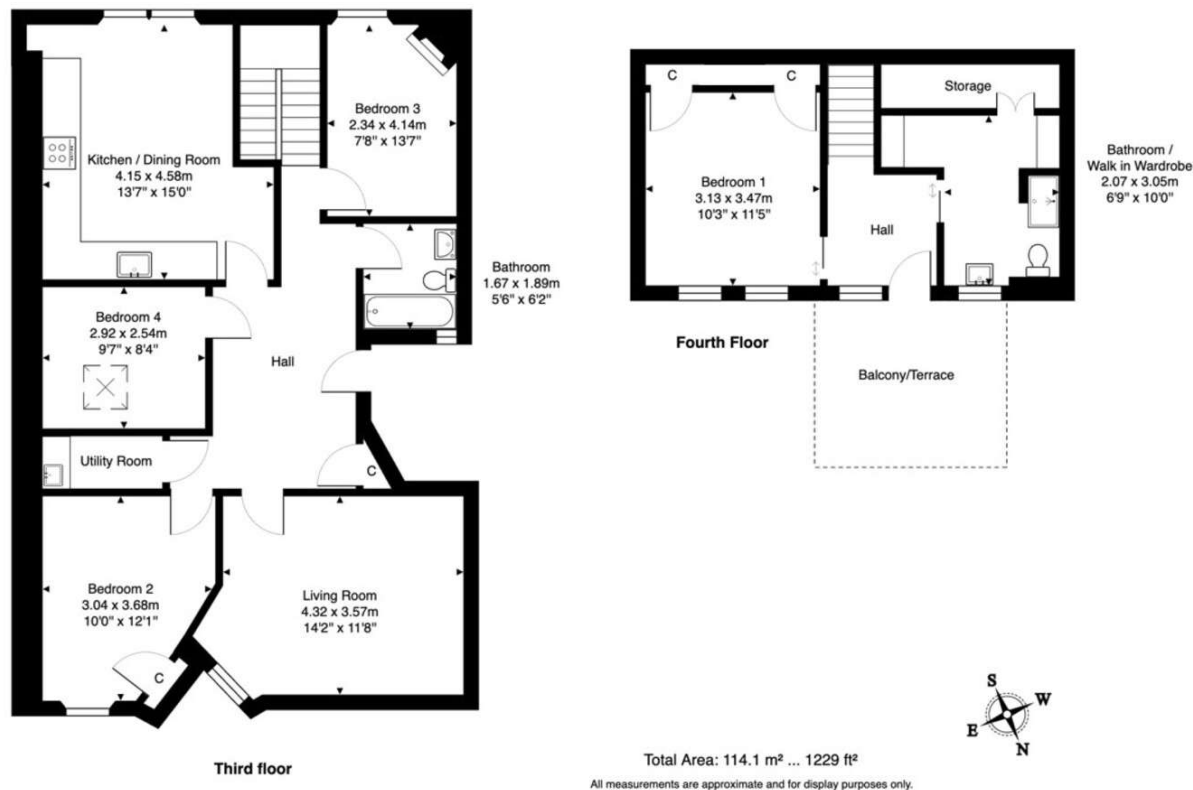 Kitchen / Dining Room
4.15 x 4.58m
13'7" x 15'0"
Bedroom 3
2.34 x 4.14m
7'8" x 13'7"
Bathroom
1.67 x 1.89m
5'6" x 6'2"
Bedroom 4
2.92 x 2.54m
9'7" x 8'4"
Hall
Utility Room
C
Bedroom 2
3.04 x 3.68m
10'0" x 12'1"
C
Living Room
4.32 x 3.57m
14'2" x 11'8"
Third floor
C
C
Storage
Bedroom 1
3.13 x 3.47m
10'3" x 11'5"
Hall
Bathroom /
Walk in Wardrobe
2.07 x 3.05m
6'9" x 10'0"
Fourth Floor
Balcony/Terrace
S
W
E
N
Total Area: 114.1 m² ... 1229 ft²
All measurements are approximate and for display purposes only.